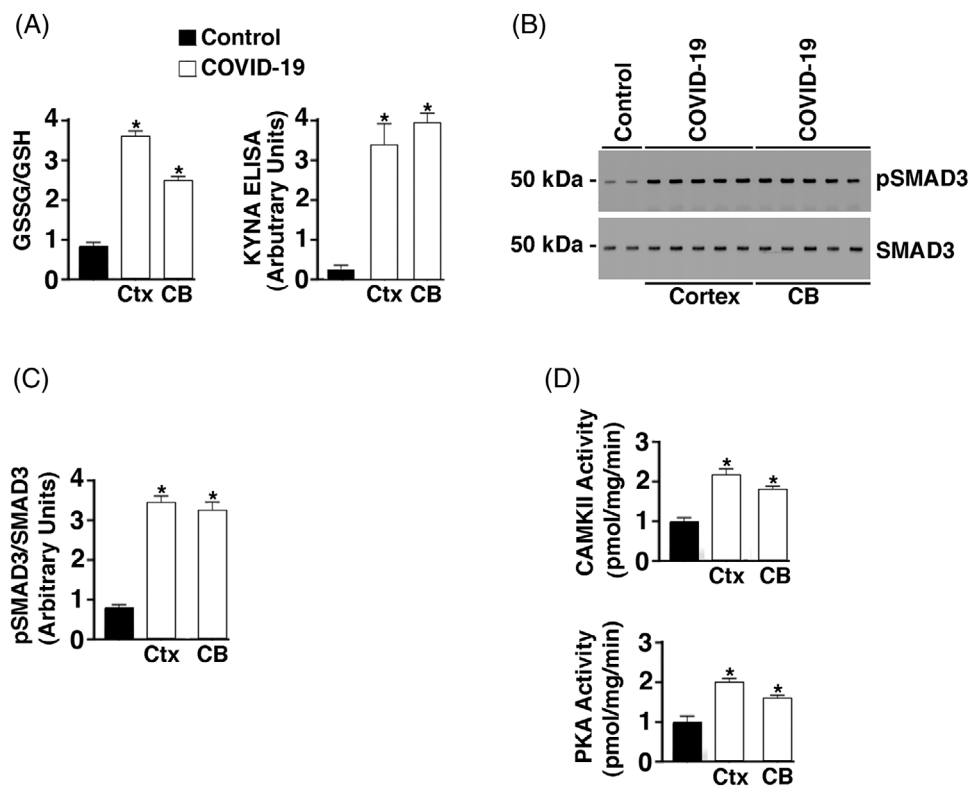 (A)
Control
COVID-19
GSSG/GSH
4
3
2
1
0
*
*
Ctx CB
KYNA ELISA
(Arbutrary Units)
4
3
2
1
0
*
*
Ctx CB
(B)
Control
COVID-19
COVID-19
50 kDa -
pSMAD3
50 kDa -
SMAD3
Cortex
CB
(C)
pSMAD3/SMAD3
(Arbitrary Units)
4
3
2
1
0
*
*
Ctx CB
(D)
CAMKII Activity
(pmol/mg/min)
3
2
1
0
*
*
Ctx CB
PKA Activity
(pmol/mg/min)
3
2
1
0
*
*
Ctx CB